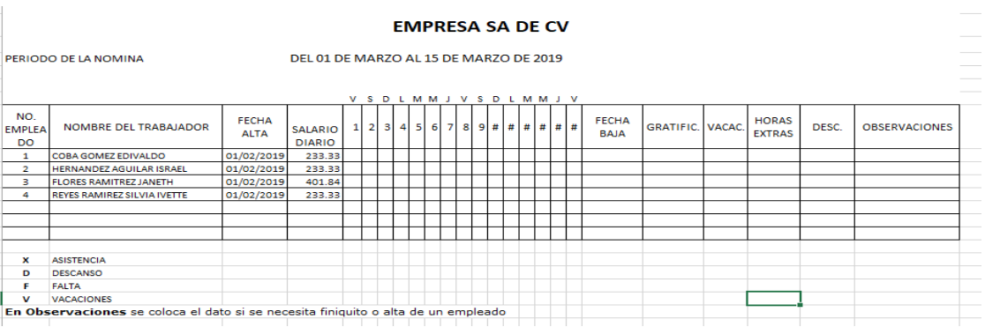 EMPRESA SA DE CV
PERIODO DE LA NOMINA DEL 01 DE MARZO AL 15 DE MARZO DE 2019
V S D L M M J V S D L M M J V
NO. EMPLEA DO NOMBRE DEL TRABAJADOR FECHA ALTA SALARIO DIARIO 1 2 3 4 5 6 7 8 9 # # # # # # FECHA BAJA GRATIFIC. VACAC. HORAS EXTRAS DESC. OBSERVACIONES
1 COBA GOMEZ EDIVALDO 01/02/2019 233.33
2 HERNANDEZ AGUILAR ISRAEL 01/02/2019 233.33
3 FLORES RAMITREZ JANETH 01/02/2019 401.84
4 REYES RAMIREZ SILVIA IVETTE 01/02/2019 233.33
X ASISTENCIA
D DESCANSO
F FALTA
V VACACIONES
En Observaciones se coloca el dato si se necesita finiquito o alta de un empleado